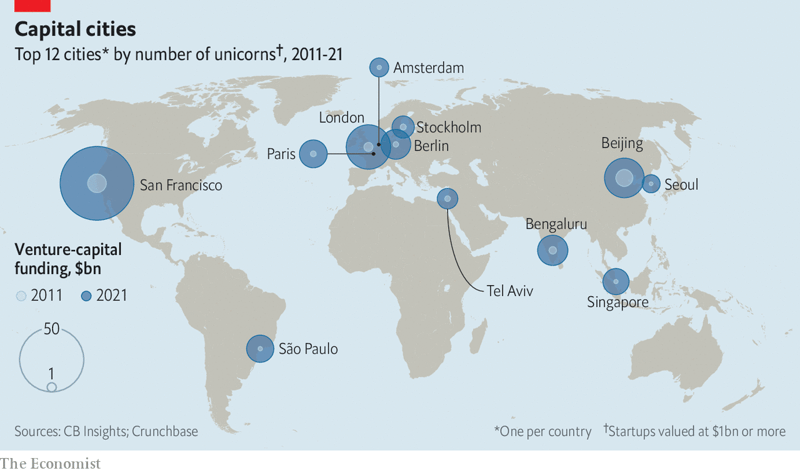 Capital cities
Top 12 cities* by number of unicorns†, 2011-21
Amsterdam
London
Stockholm
Berlin
Paris
Beijing
San Francisco
Seoul
Bengaluru
Venture-capital
funding, $bn
2011
2021
Tel Aviv
Singapore
50
1
São Paulo
Sources: CB Insights; Crunchbase
*One per country
†Startups valued at $1bn or more
The Economist